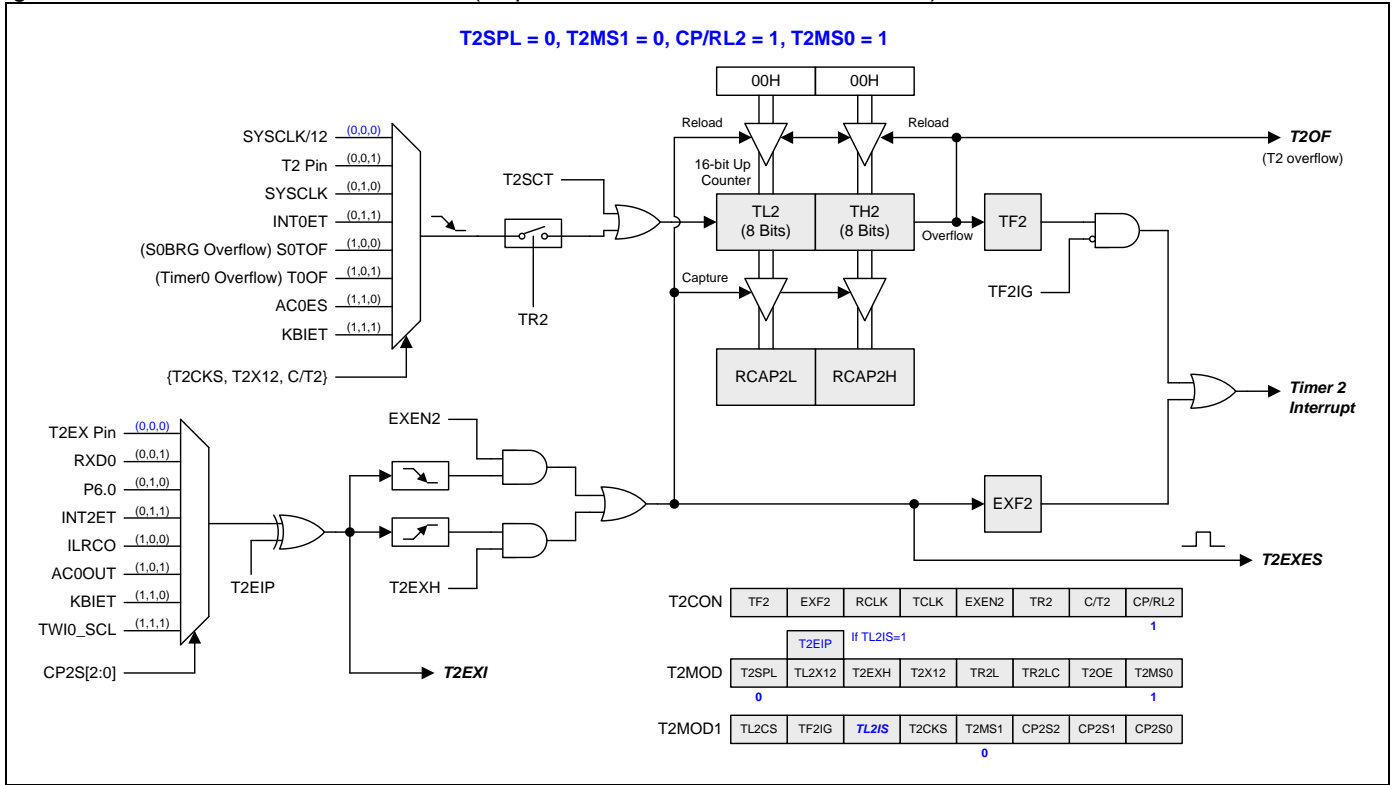 T2SPL = 0, T2MS1 = 0, CP/RL2 = 1, T2MS0 = 1
00H 00H
Reload Reload
T2OF
(T2 overflow)
16-bit Up
Counter
SYSCLK/12 (0,0,0)
T2 Pin (0,0,1)
SYSCLK (0,1,0)
INT0ET (0,1,1)
(S0BRG Overflow) S0TOF (1,0,0)
(Timer0 Overflow) T0OF (1,0,1)
AC0ES (1,1,0)
KBIET (1,1,1)
{T2CKS, T2X12, C/T2}
TR2
T2SCT
TL2
(8 Bits)
TH2
(8 Bits)
Overflow
TF2
TF2IG
Capture
RCAP2L RCAP2H
Timer 2
Interrupt
T2EX Pin (0,0,0)
RXD0 (0,0,1)
P6.0 (0,1,0)
INT2ET (0,1,1)
ILRCO (1,0,0)
AC0OUT (1,0,1)
KBIET (1,1,0)
TWI0_SCL (1,1,1)
CP2S[2:0]
T2EIP
EXEN2
T2EXH
T2EXI
EXF2
T2EXES
T2CON TF2 EXF2 RCLK TCLK EXEN2 TR2 C/T2 CP/RL2
1
T2EIP If TL2IS=1
T2MOD T2SPL TL2X12 T2EXH T2X12 TR2L TR2LC T2OE T2MS0
0 1
T2MOD1 TL2CS TF2IG TL2IS T2CKS T2MS1 CP2S2 CP2S1 CP2S0
0